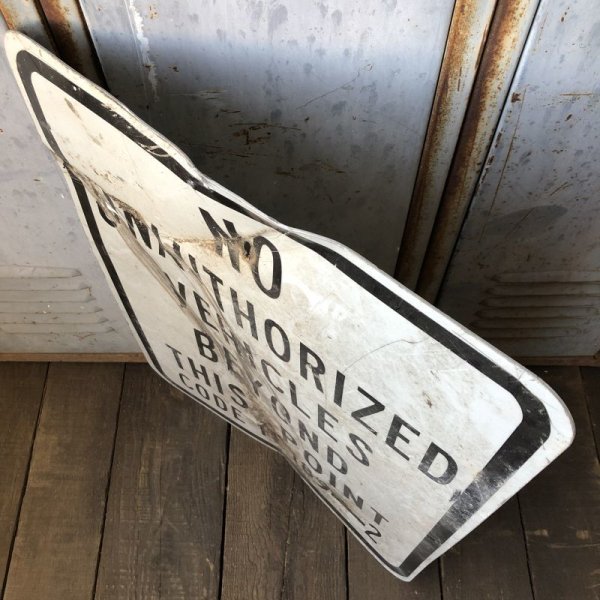 NO
UNAUTHORIZED
VEHICLES
BEYOND
THIS POINT
CODE